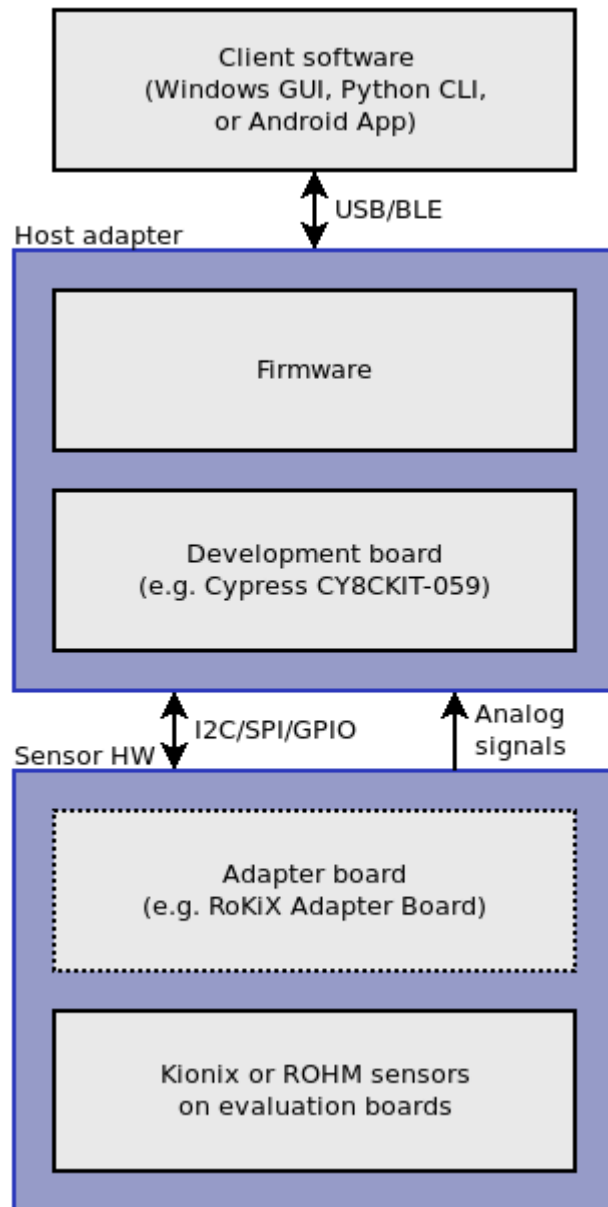 Client software
(Windows GUI, Python CLI,
or Android App)
USB/BLE
Host adapter
Firmware
Development board
(e.g. Cypress CY8CKIT-059)
I2C/SPI/GPIO
Analog
signals
Sensor HW
Adapter board
(e.g. RoKiX Adapter Board)
Kionix or ROHM sensors
on evaluation boards